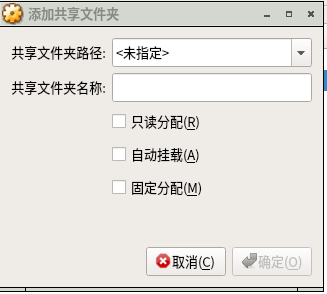 添加共享文件夹
共享文件夹路径: <未指定>
共享文件夹名称:
只读分配(R)
自动挂载(A)
固定分配(M)
取消(C) 确定(O)